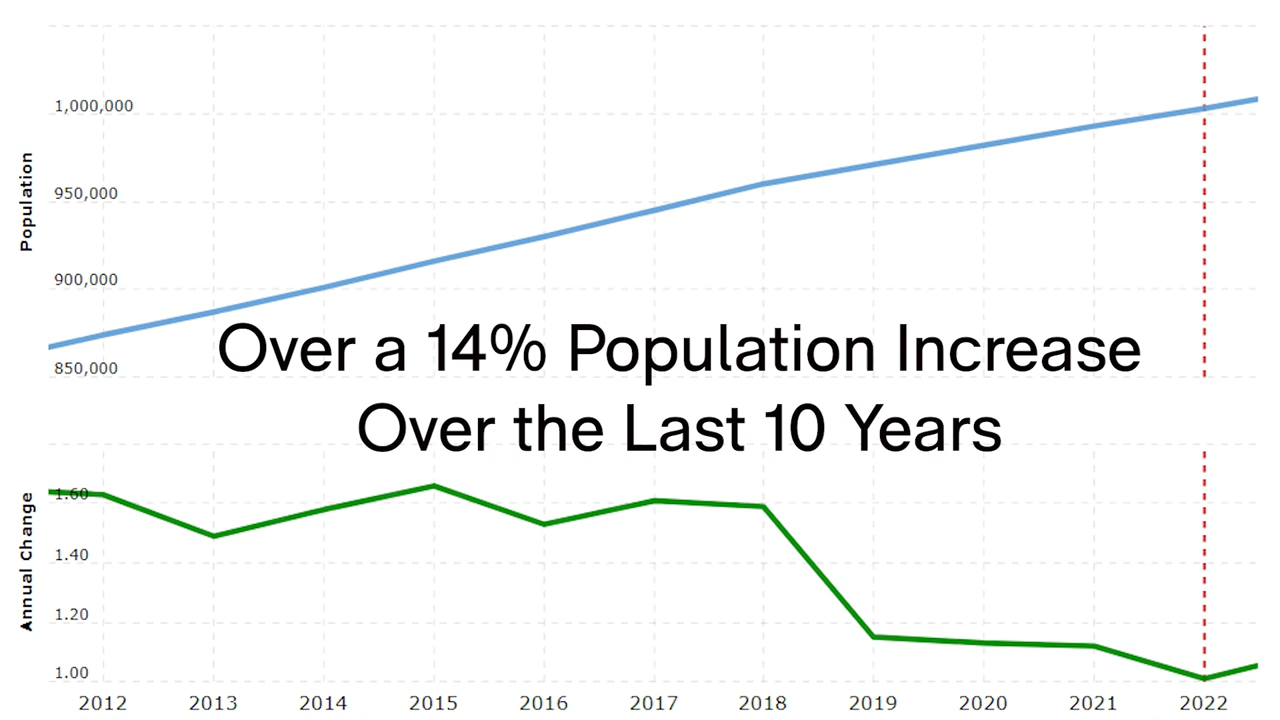 1,000,000
950,000
900,000
850,000
Population
Over a 14% Population Increase
Over the Last 10 Years
1.60
1.40
1.20
1.00
Annual Change
2012 2013 2014 2015 2016 2017 2018 2019 2020 2021 2022